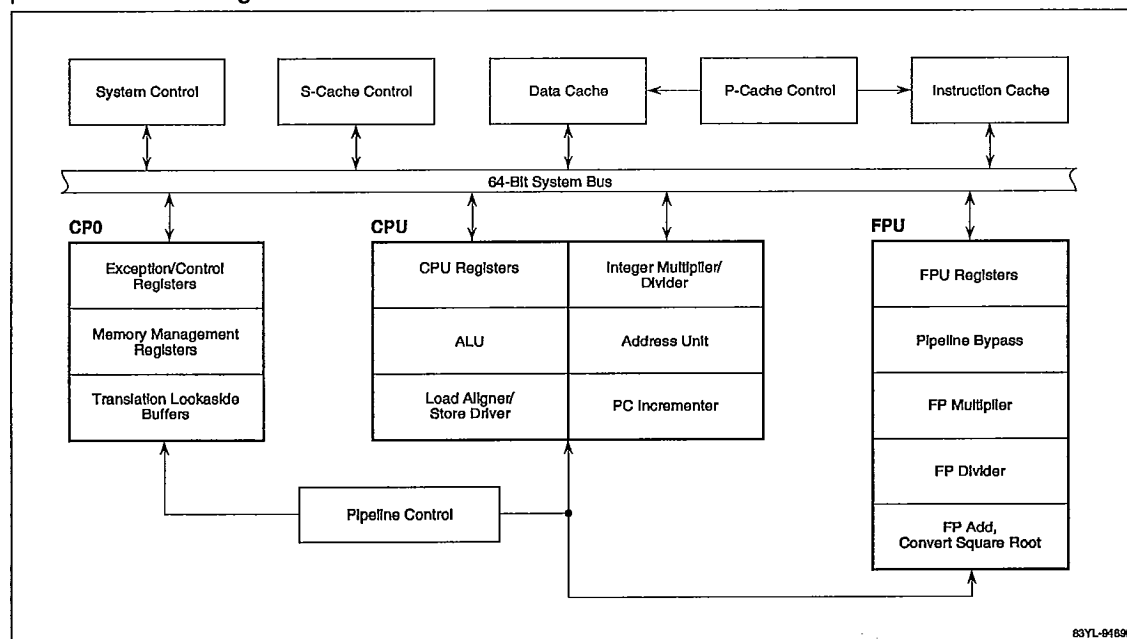 System Control
S-Cache Control
Data Cache
P-Cache Control
Instruction Cache
64-Bit System Bus
CP0
CPU
FPU
Exception/Control
Registers
Memory Management
Registers
Translation Lookaside
Buffers
CPU Registers
ALU
Load Aligner/
Store Driver
Integer Multiplier/
Divider
Address Unit
PC Incrementer
FPU Registers
Pipeline Bypass
FP Multiplier
FP Divider
FP Add,
Convert Square Root
Pipeline Control